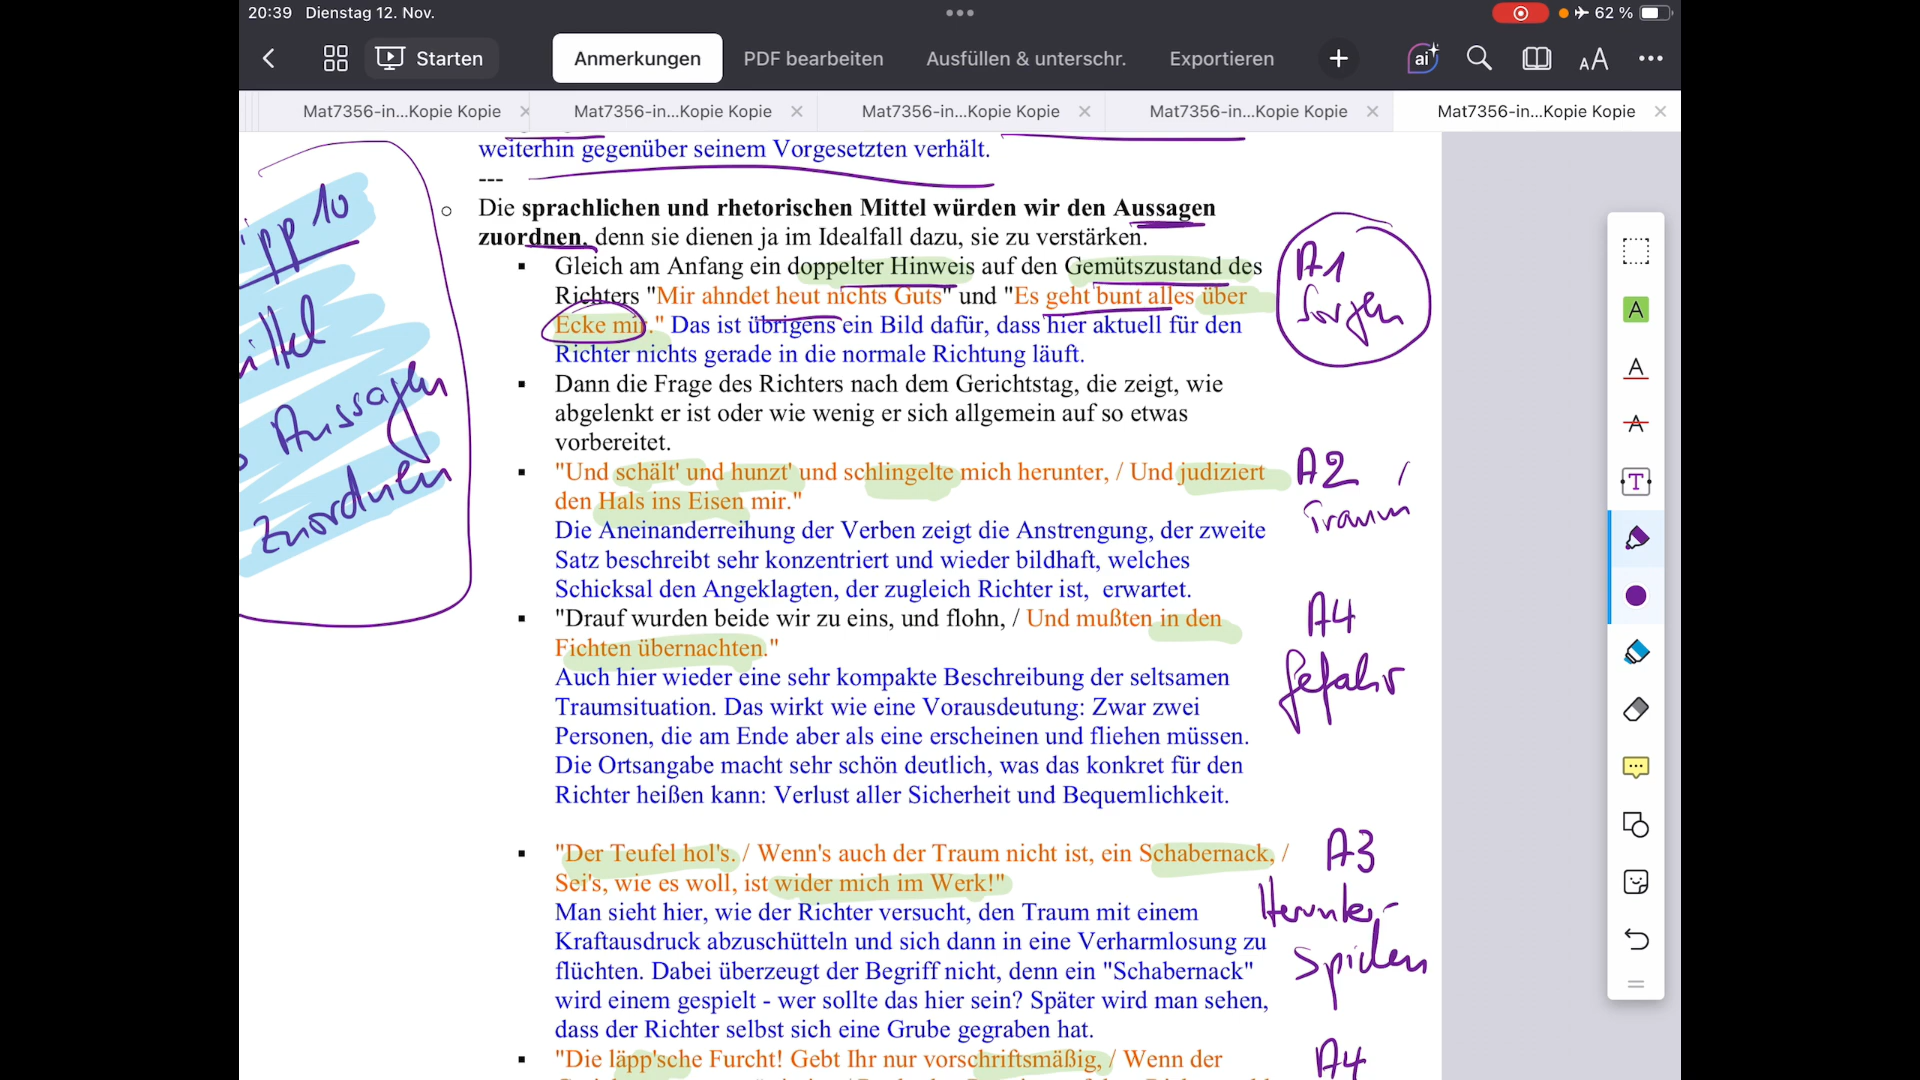 20:39 Dienstag 12. Nov.
62 %
Starten
Anmerkungen
PDF bearbeiten
Ausfüllen & unterschr.
Exportieren
ai
Mat7356-in...Kopie Kopie
Mat7356-in...Kopie Kopie
Mat7356-in...Kopie Kopie
Mat7356-in...Kopie Kopie
Mat7356-in...Kopie Kopie
weiterhin gegenüber seinem Vorgesetzten verhält.
---
Die sprachlichen und rhetorischen Mittel würden wir den Aussagen
zuordnen, denn sie dienen ja im Idealfall dazu, sie zu verstärken.
Gleich am Anfang ein doppelter Hinweis auf den Gemütszustand des
Richters "Mir ahndet heut nichts Guts" und "Es geht bunt alles über
Ecke mir." Das ist übrigens ein Bild dafür, dass hier aktuell für den
Richter nichts gerade in die normale Richtung läuft.
Dann die Frage des Richters nach dem Gerichtstag, die zeigt, wie
abgelenkt er ist oder wie wenig er sich allgemein auf so etwas
vorbereitet.
"Und schält' und hunzt' und schlingelte mich herunter, / Und judiziert
den Hals ins Eisen mir."
Die Aneinanderreihung der Verben zeigt die Anstrengung, der zweite
Satz beschreibt sehr konzentriert und wieder bildhaft, welches
Schicksal den Angeklagten, der zugleich Richter ist, erwartet.
"Drauf wurden beide wir zu eins, und flohn, / Und mußten in den
Fichten übernachten."
Auch hier wieder eine sehr kompakte Beschreibung der seltsamen
Traumsituation. Das wirkt wie eine Vorausdeutung: Zwar zwei
Personen, die am Ende aber als eine erscheinen und fliehen müssen.
Die Ortsangabe macht sehr schön deutlich, was das konkret für den
Richter heißen kann: Verlust aller Sicherheit und Bequemlichkeit.
"Der Teufel hol's. / Wenn's auch der Traum nicht ist, ein Schabernack, /
Sei's, wie es woll, ist wider mich im Werk!"
Man sieht hier, wie der Richter versucht, den Traum mit einem
Kraftausdruck abzuschütteln und sich dann in eine Verharmlosung zu
flüchten. Dabei überzeugt der Begriff nicht, denn ein "Schabernack"
wird einem gespielt - wer sollte das hier sein? Später wird man sehen,
dass der Richter selbst sich eine Grube gegraben hat.
"Die läpp'sche Furcht! Gebt Ihr nur vorschriftsmäßig, / Wenn der
ipp 10
ittel
Aussagen
Zuordnen
A1
Sorgen
A2
Traum
A4
Gefahr
A3
Herunter-
Spielen
A4